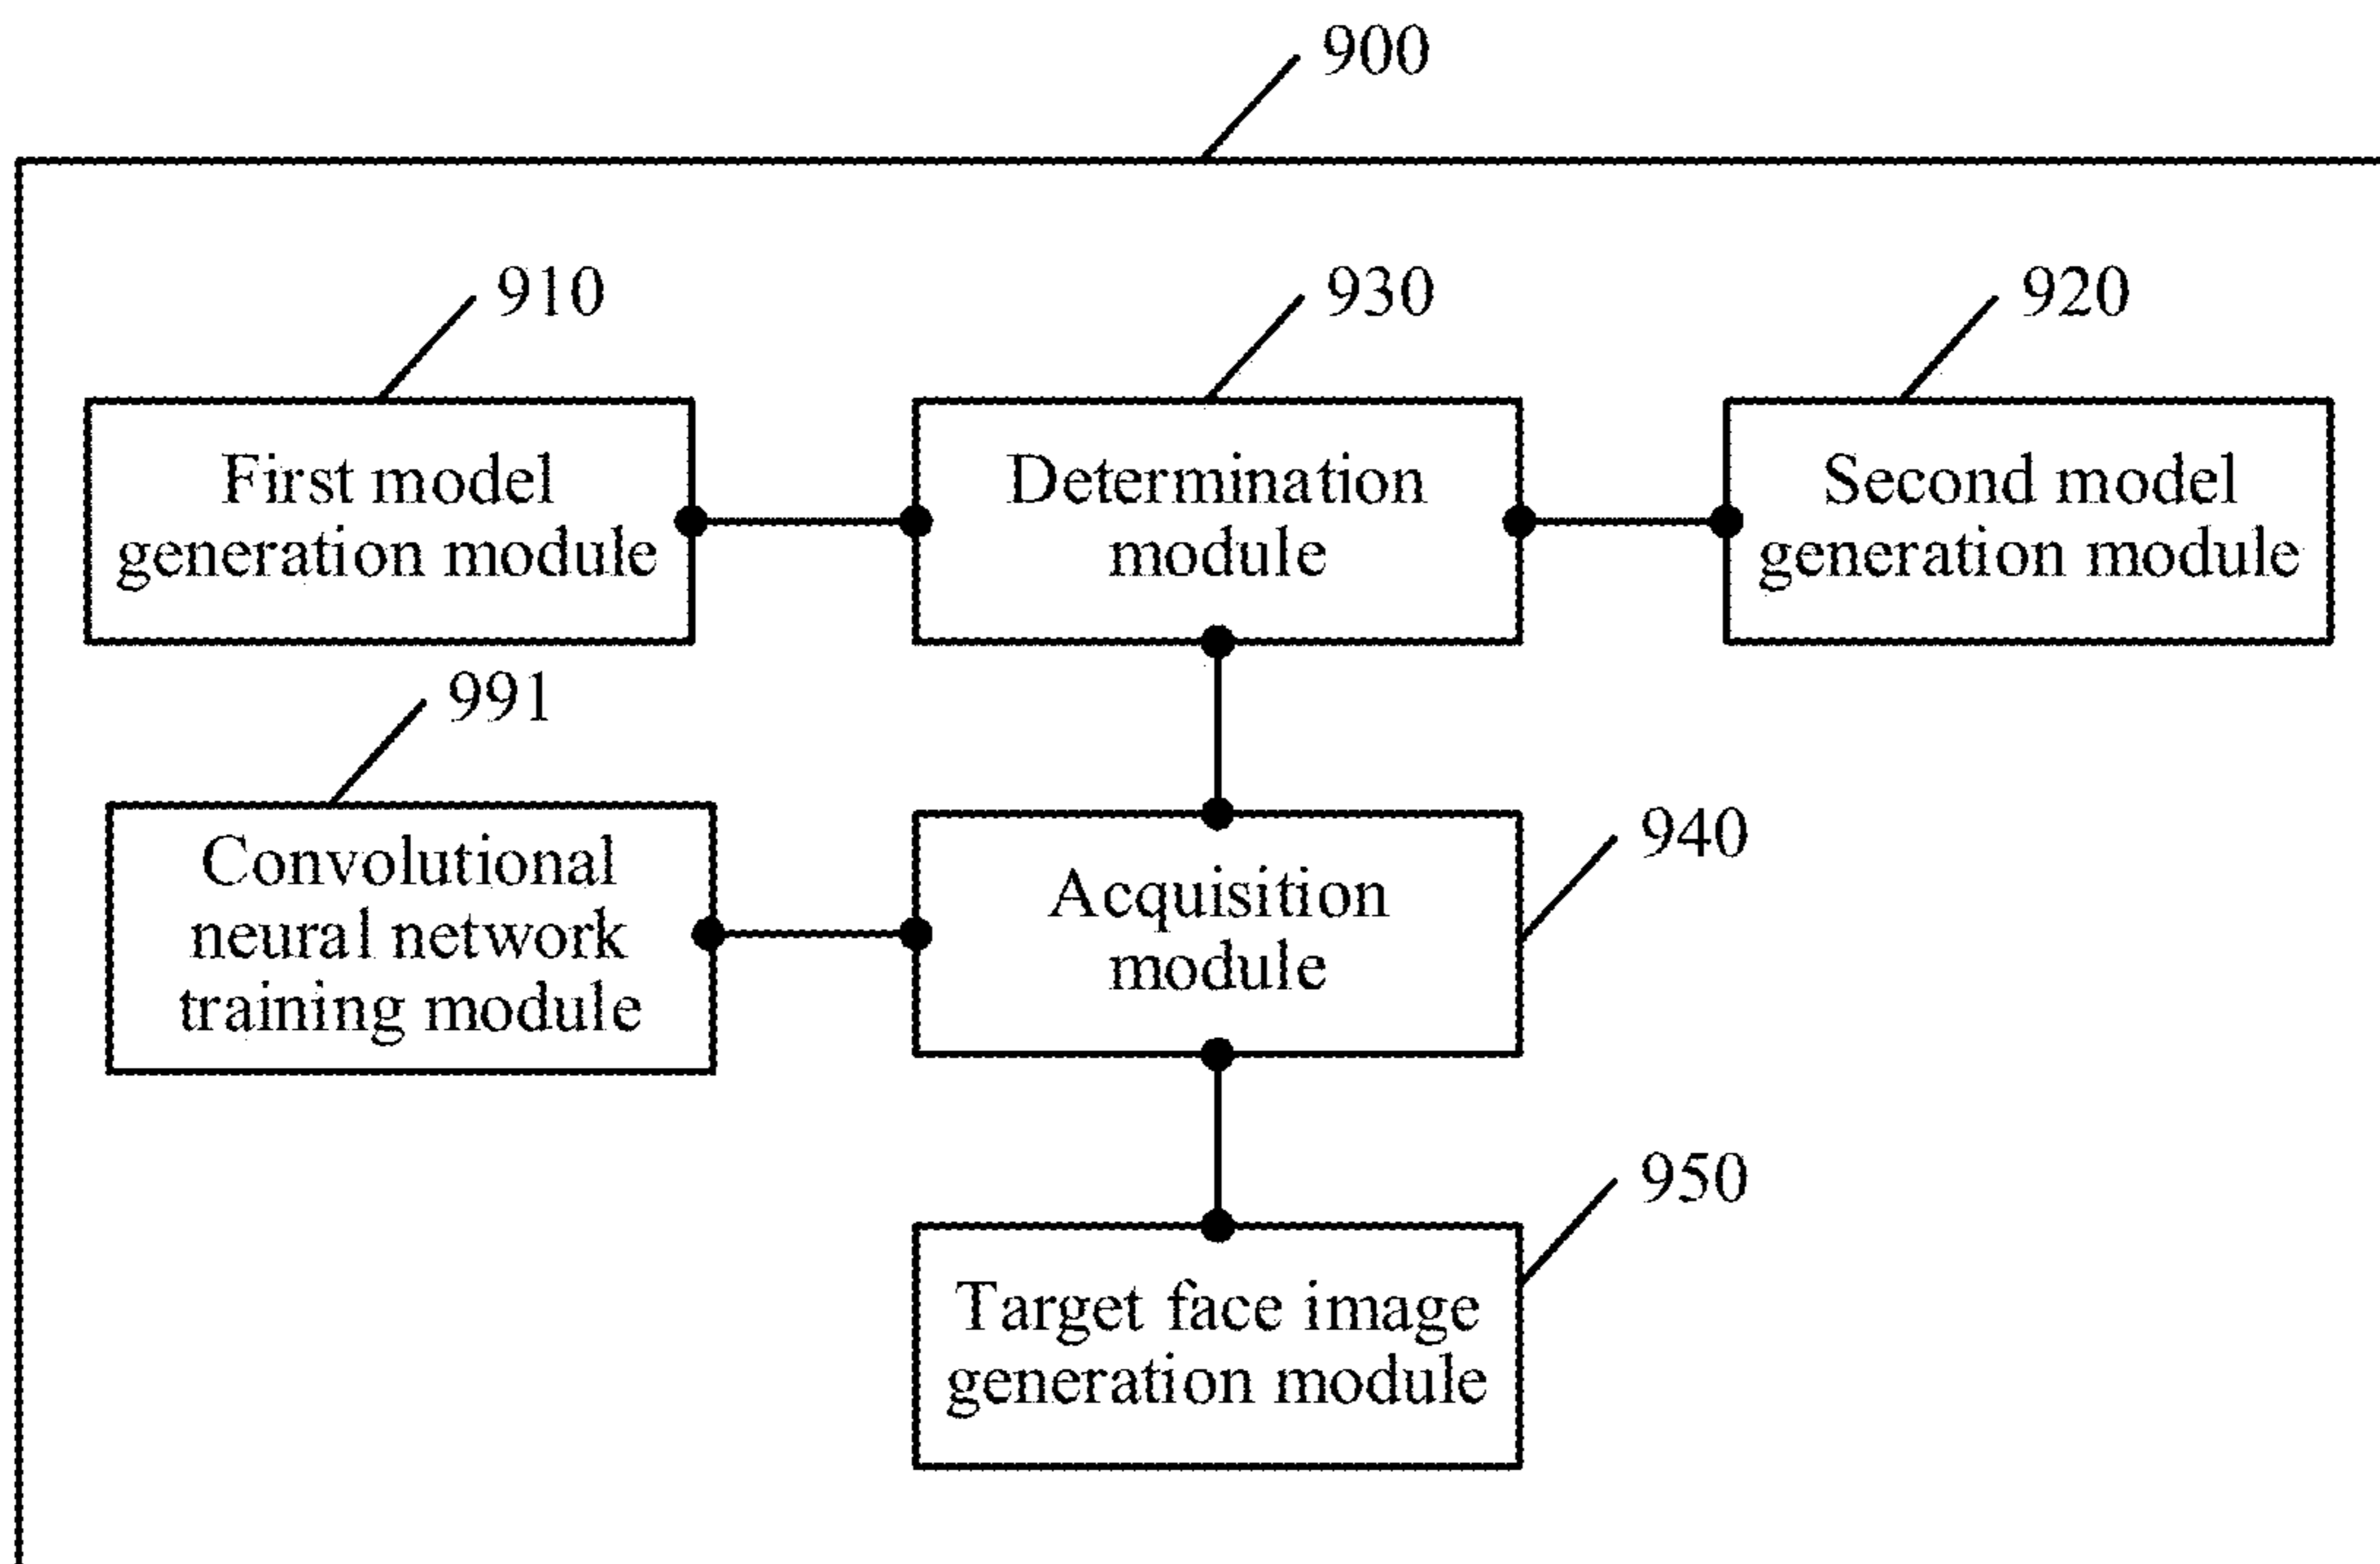 900
910
930
920
First model
generation module
Determination
module
Second model
generation module
991
940
Convolutional
neural network
training module
Acquisition
module
950
Target face image
generation module